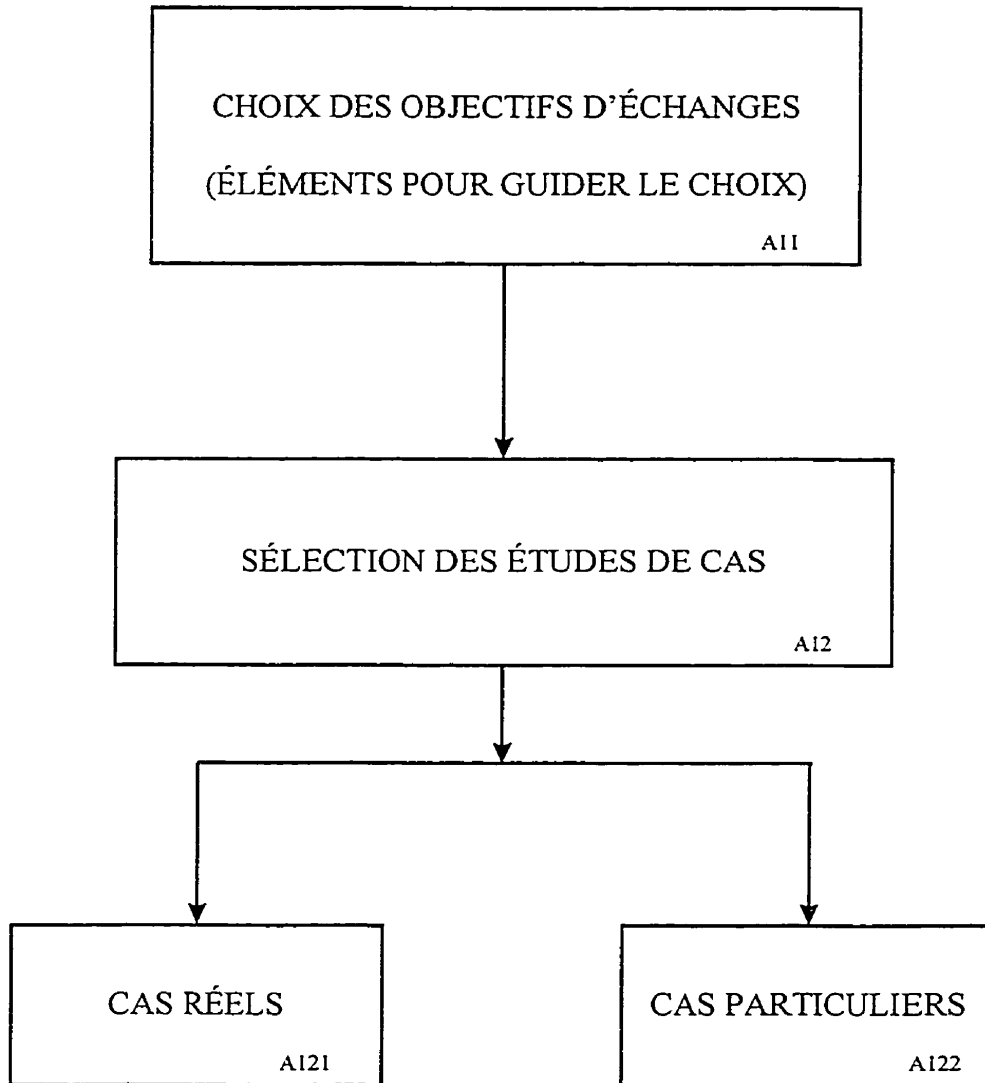 CHOIX DES OBJECTIFS D'ÉCHANGES
(ÉLÉMENTS POUR GUIDER LE CHOIX)
A11
SÉLECTION DES ÉTUDES DE CAS
A12
CAS RÉELS
A121
CAS PARTICULIERS
A122